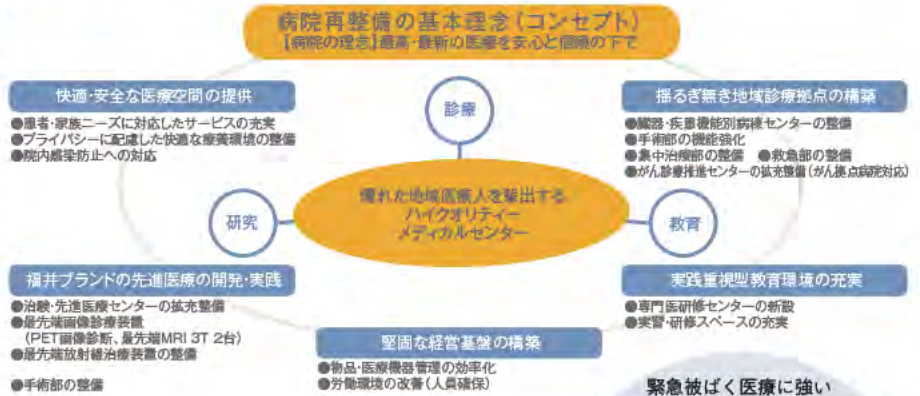 病院再整備の基本理念（コンセプト）
【病院の理念】最高・最新の医療を安心と信頼の下で
快適・安全な医療空間の提供
●患者・家族ニーズに対応したサービスの充実
●プライバシーに配慮した快適な療養環境の整備
●院内感染防止への対応
診療
揺るぎ無き地域診療拠点の構築
●臓器・疾患機能別病棟センターの整備
●手術部の機能強化
●集中治療部の整備　●救急部の整備
●がん診療推進センターの拡充整備（がん拠点病院対応）
優れた地域医療人を輩出する
ハイクオリティー
メディカルセンター
研究
教育
福井ブランドの先進医療の開発・実践
●治験・先進医療センターの拡充整備
●最先端画像診療装置
（PET画像診断、最先端MRI 3T 2台）
●最先端放射線治療装置の整備
●手術部の整備
堅固な経営基盤の構築
●物品・医療機器管理の効率化
●労働環境の改善（人員確保）
実践重視型教育環境の充実
●専門医研修センターの新設
●実習・研修スペースの充実
緊急被ばく医療に強い